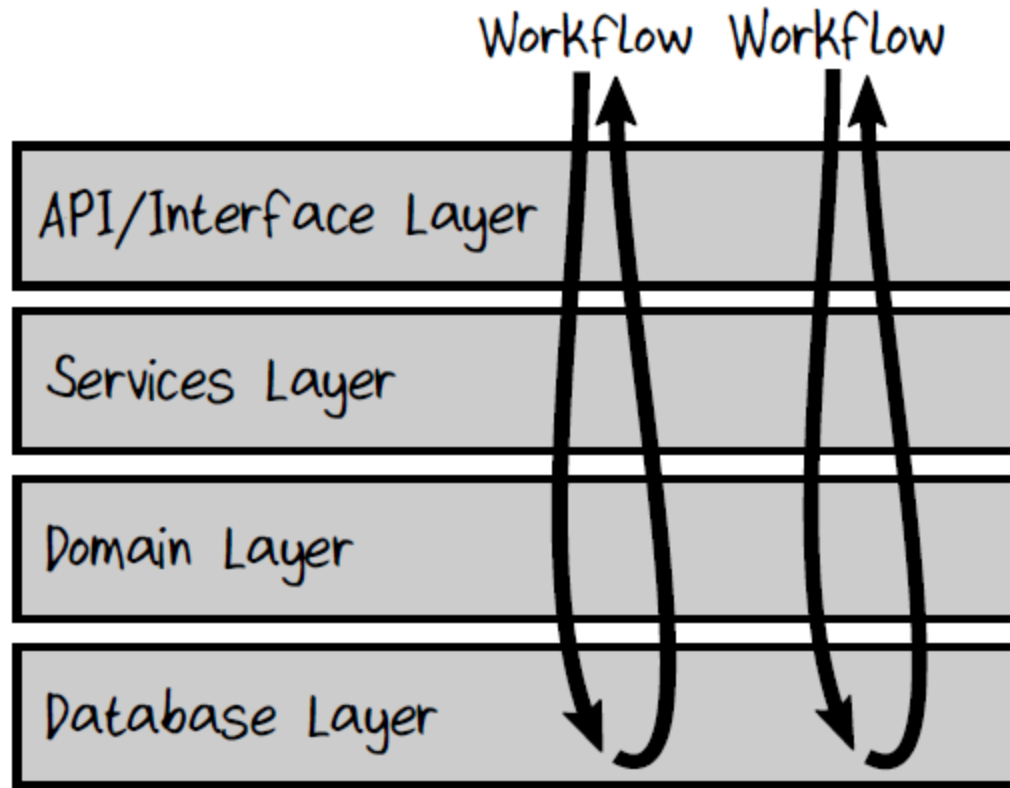 Workflow Workflow
API/Interface Layer
Services Layer
Domain Layer
Database Layer